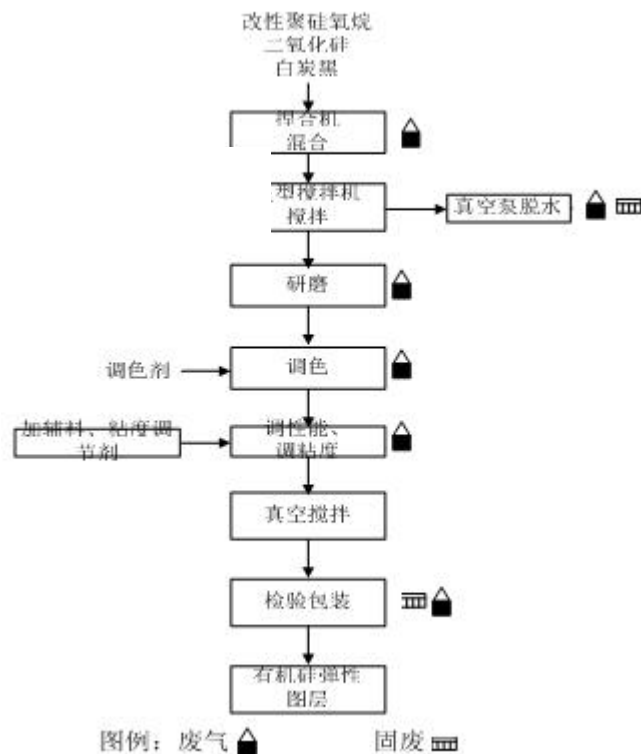 改性聚硅氧烷
二氧化硅
白炭黑
捏合机
混合
型搅拌机
搅拌
真空泵脱水
研磨
调色剂
调色
加辅料、粘度调
节剂
调性能、
调粘度
真空搅拌
检验包装
有机硅弹性
图层
图例：废气
固废